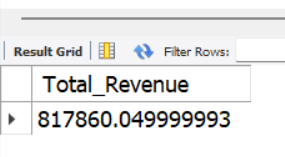 Result Grid Filter Rows:
Total_Revenue
817860.049999993